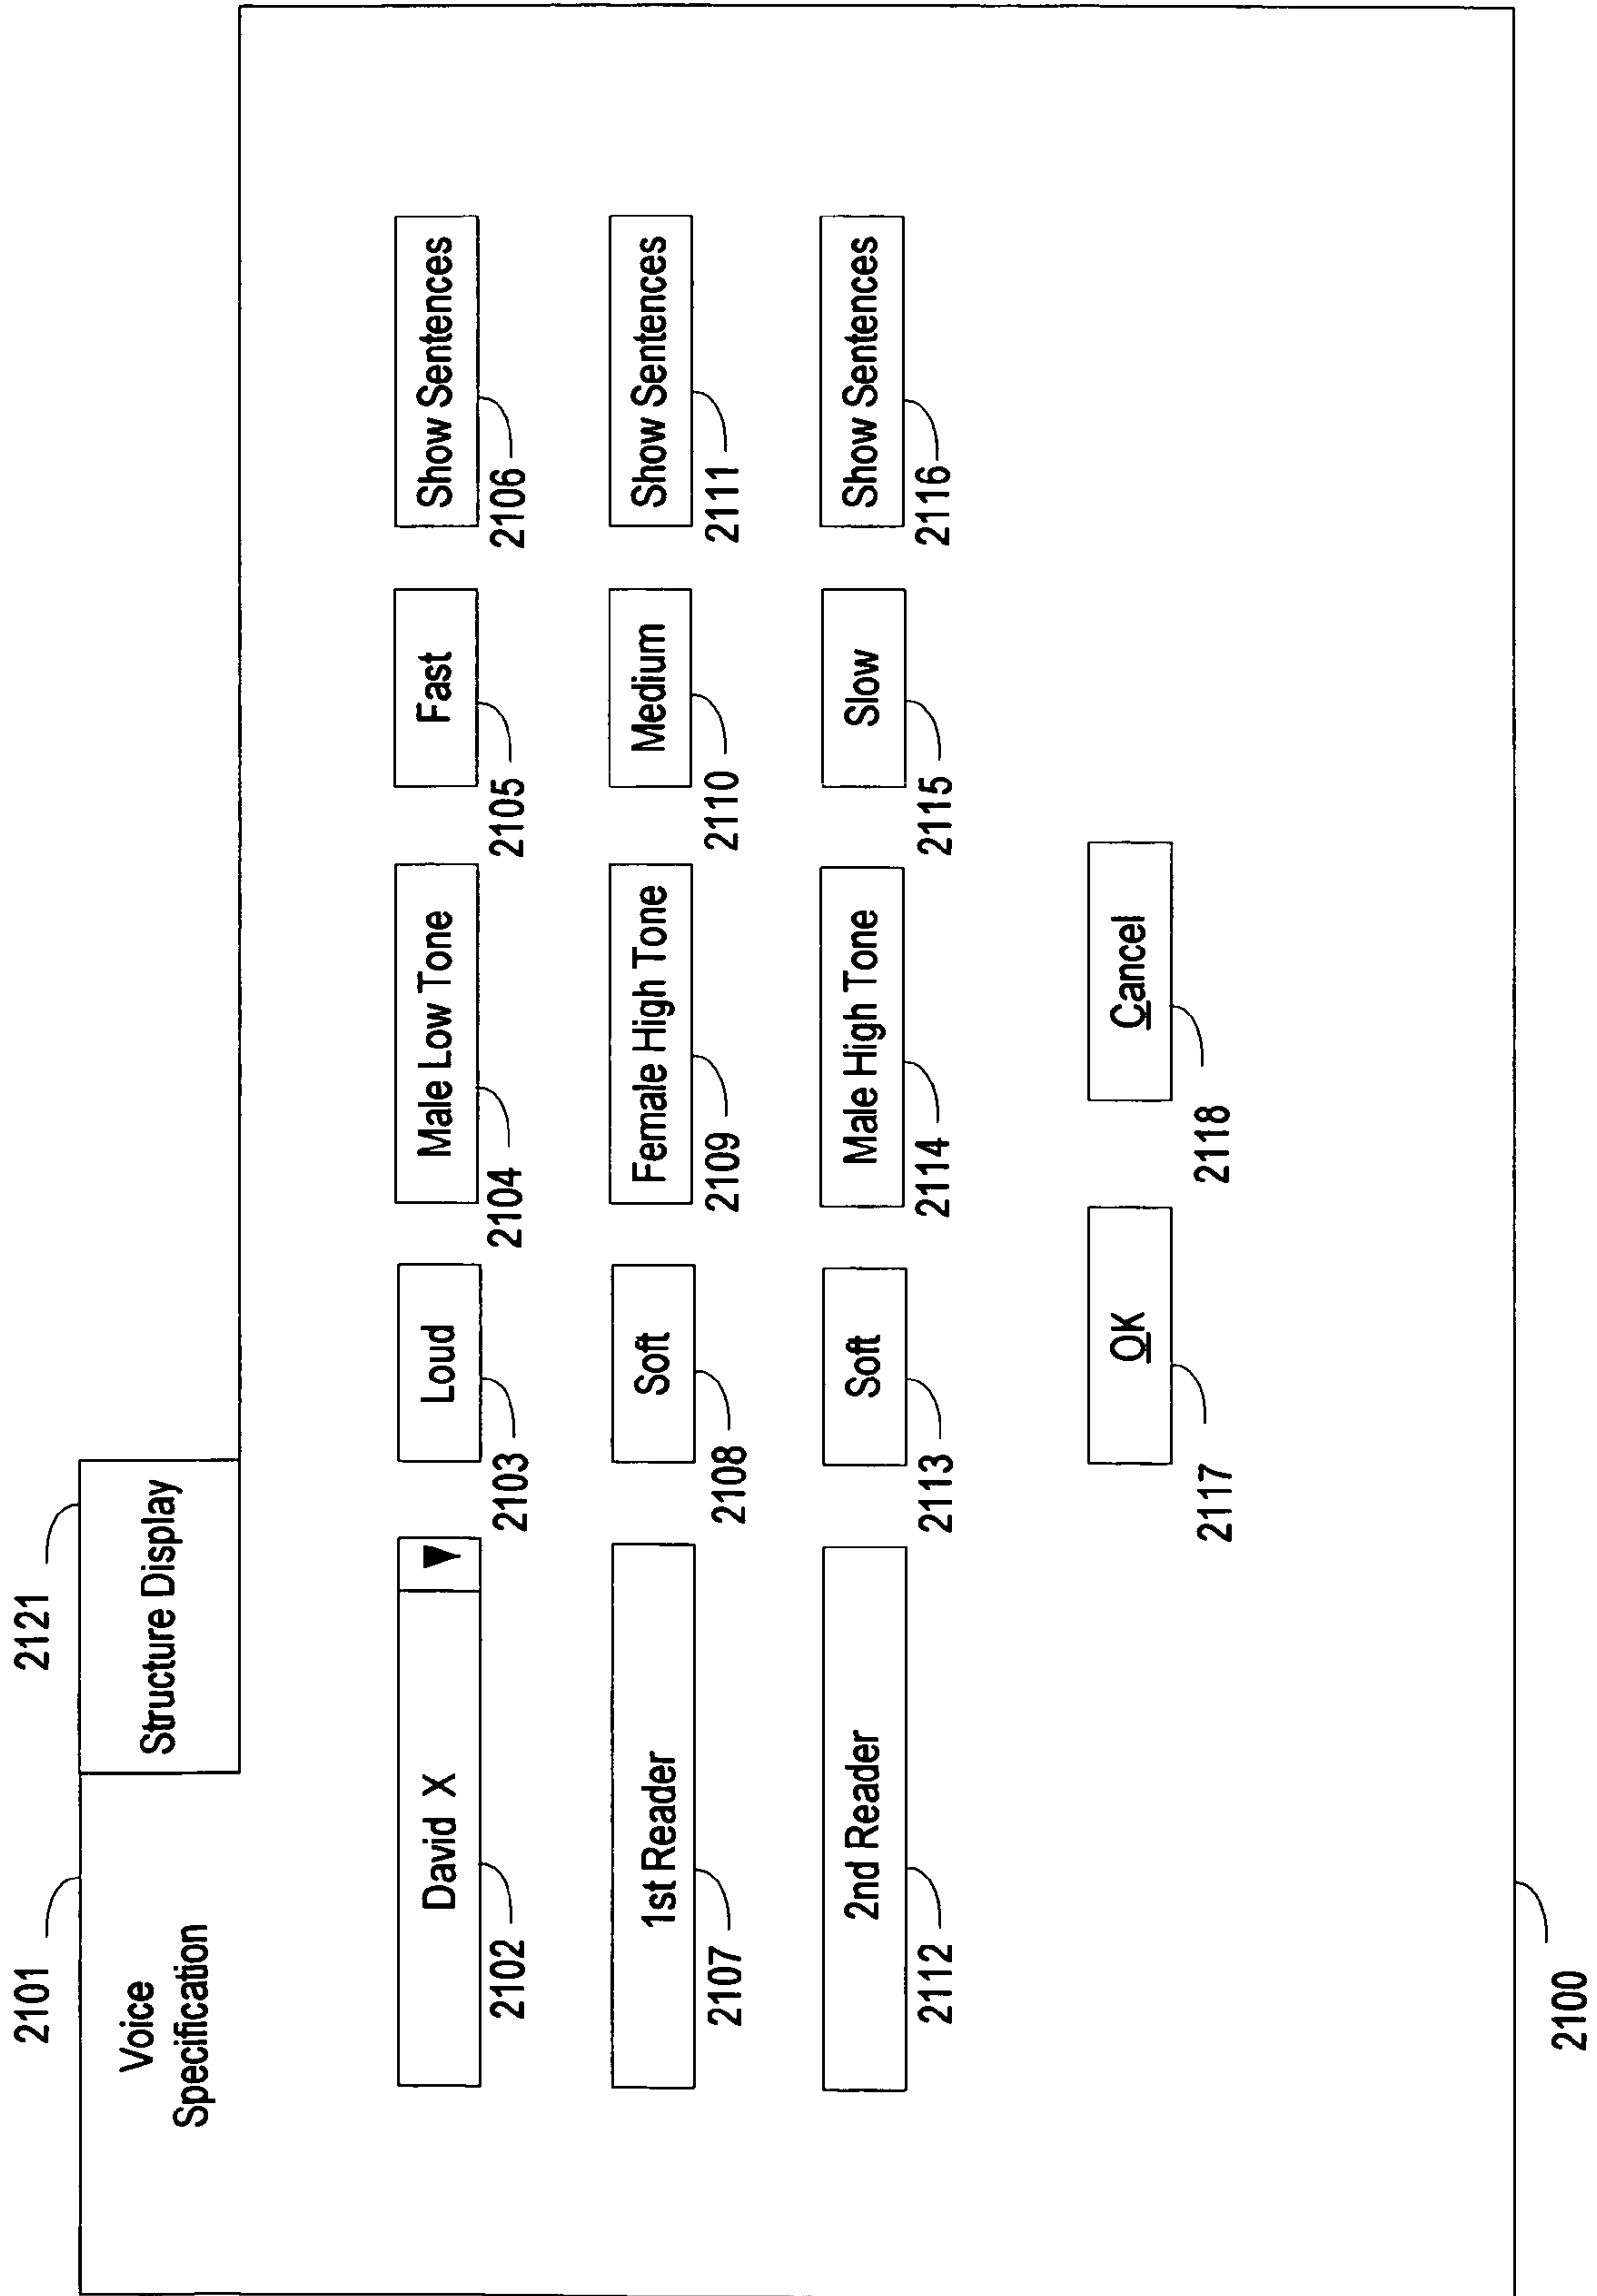 2101
2121
Voice
Specification
Structure Display
David X
Loud
Male Low Tone
Fast
Show Sentences
2102
2103
2104
2105
2106
1st Reader
Soft
Female High Tone
Medium
Show Sentences
2107
2108
2109
2110
2111
2nd Reader
Soft
Male High Tone
Slow
Show Sentences
2112
2113
2114
2115
2116
OK
Cancel
2117
2118
2100